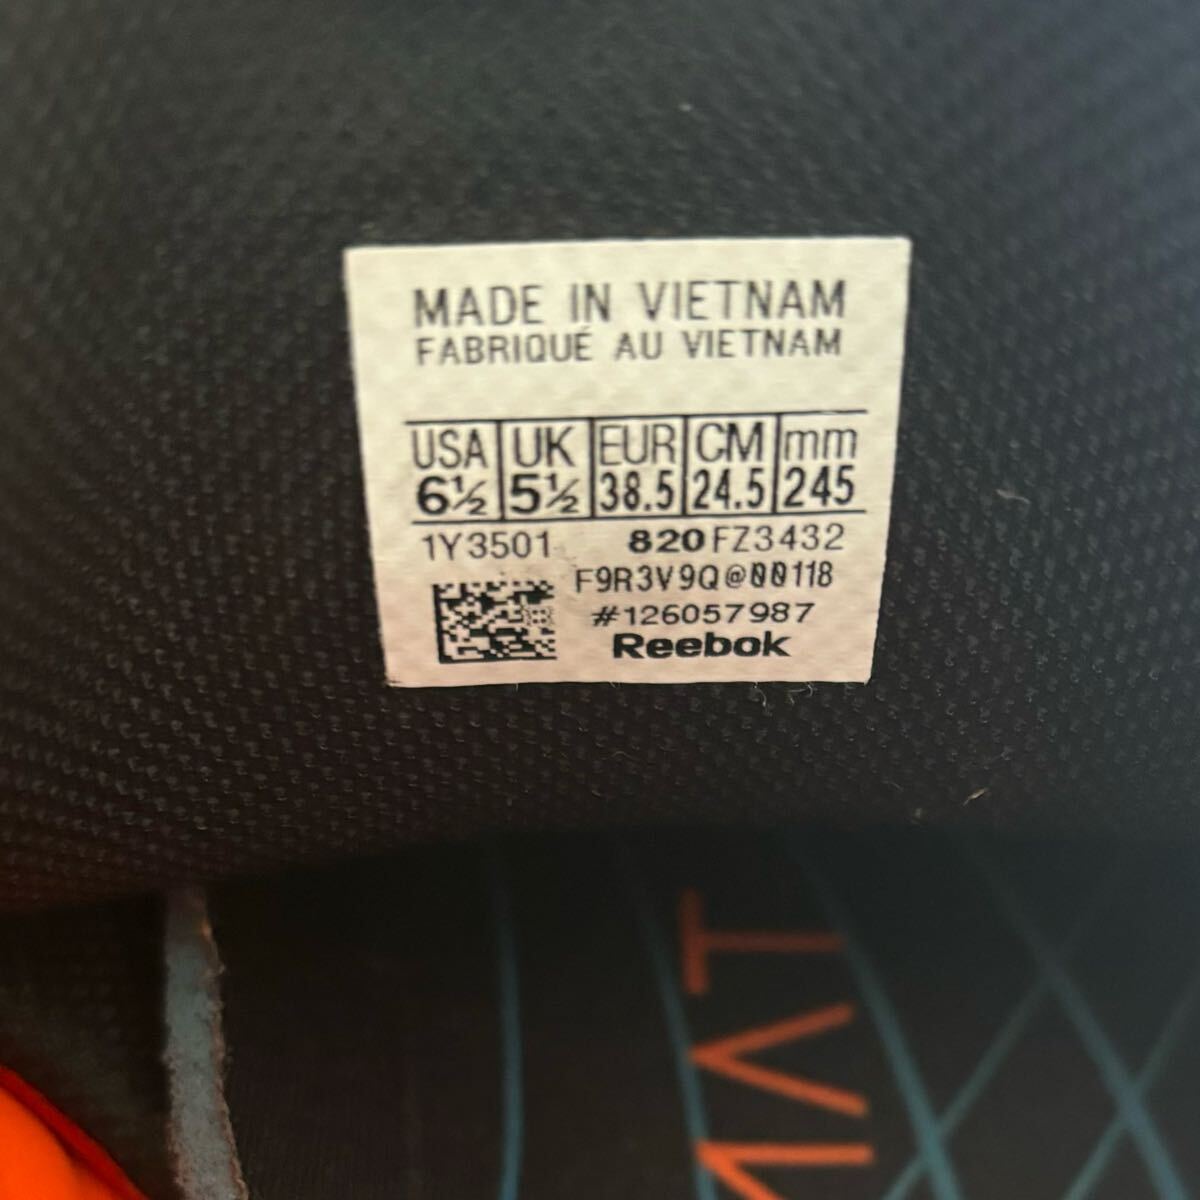 MADE IN VIETNAM
FABRIQUÉ AU VIETNAM
USA UK EUR CM mm
6½ 5½ 38.5 24.5 245
1Y3501 820 FZ3432
F9R3V9Q@00118
#126057987
Reebok